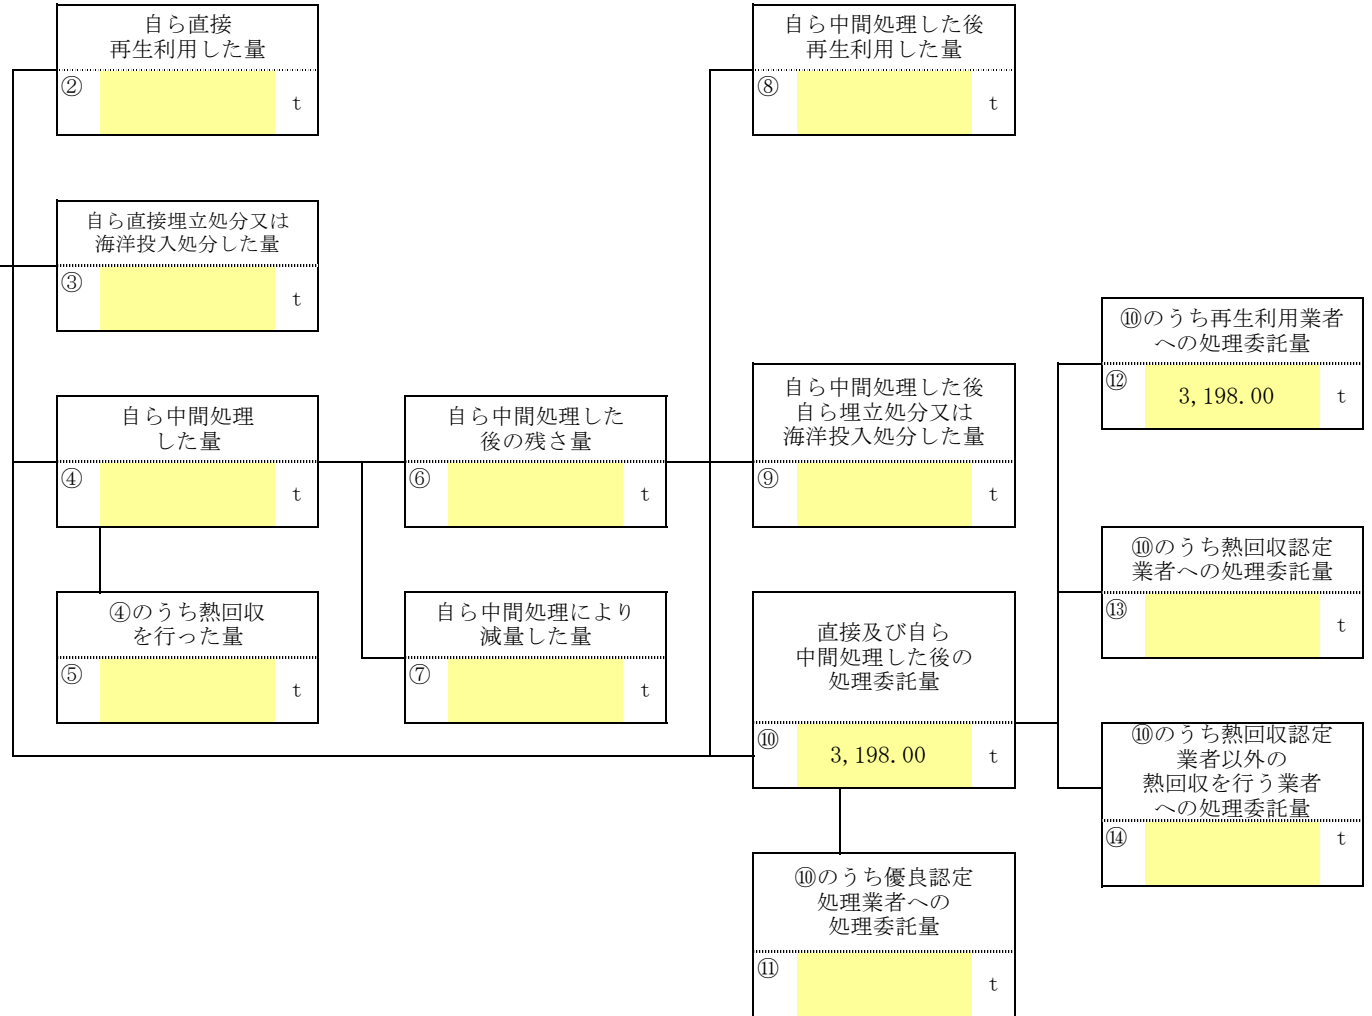 自ら直接
再生利用した量
②
t
自ら直接埋立処分又は
海洋投入処分した量
③
t
自ら中間処理
した量
④
t
④のうち熱回収
を行った量
⑤
t
自ら中間処理した
後の残さ量
⑥
t
自ら中間処理により
減量した量
⑦
t
自ら中間処理した後
再生利用した量
⑧
t
自ら中間処理した後
自ら埋立処分又は
海洋投入処分した量
⑨
t
直接及び自ら
中間処理した後の
処理委託量
⑩ 3,198.00 t
⑩のうち優良認定
処理業者への
処理委託量
⑪
t
⑩のうち再生利用業者
への処理委託量
⑫ 3,198.00 t
⑩のうち熱回収認定
業者への処理委託量
⑬
t
⑩のうち熱回収認定
業者以外の
熱回収を行う業者
への処理委託量
⑭
t